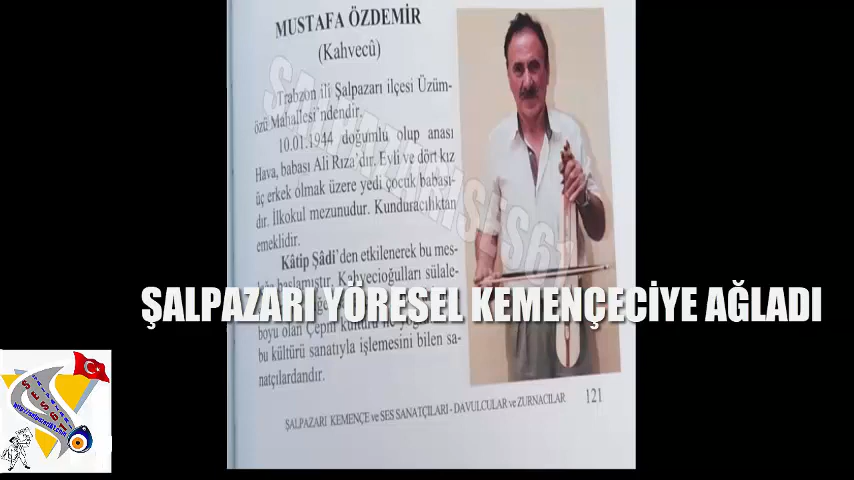 MUSTAFA ÖZDEMİR
(Kahvecû)
Trabzon ili Şalpazarı ilçesi Üzüm-
özü Mahallesi'ndendir.
10.01.1944 doğumlu olup anası
Hava, babası Ali Rıza'dır. Evli ve dört kız
üç erkek olmak üzere yedi çocuk babası-
dır. İlkokul mezunudur. Kunduracılıktan
emeklidir.
Kâtip Şâdi'den etkilenerek bu mes-
başlamıştır. Kahvecioğulları sülale-
ŞALPAZARI YÖRESEL KEMENÇECİYE AĞLADI
boyu olan Çepni kültürü
bu kültürü sanatıyla işlemesini bilen sa-
natçılardandır.
ŞALPAZARI KEMENÇE ve SES SANATÇILARI - DAVULCULAR ve ZURNACILAR 121
SALPAZARISES61